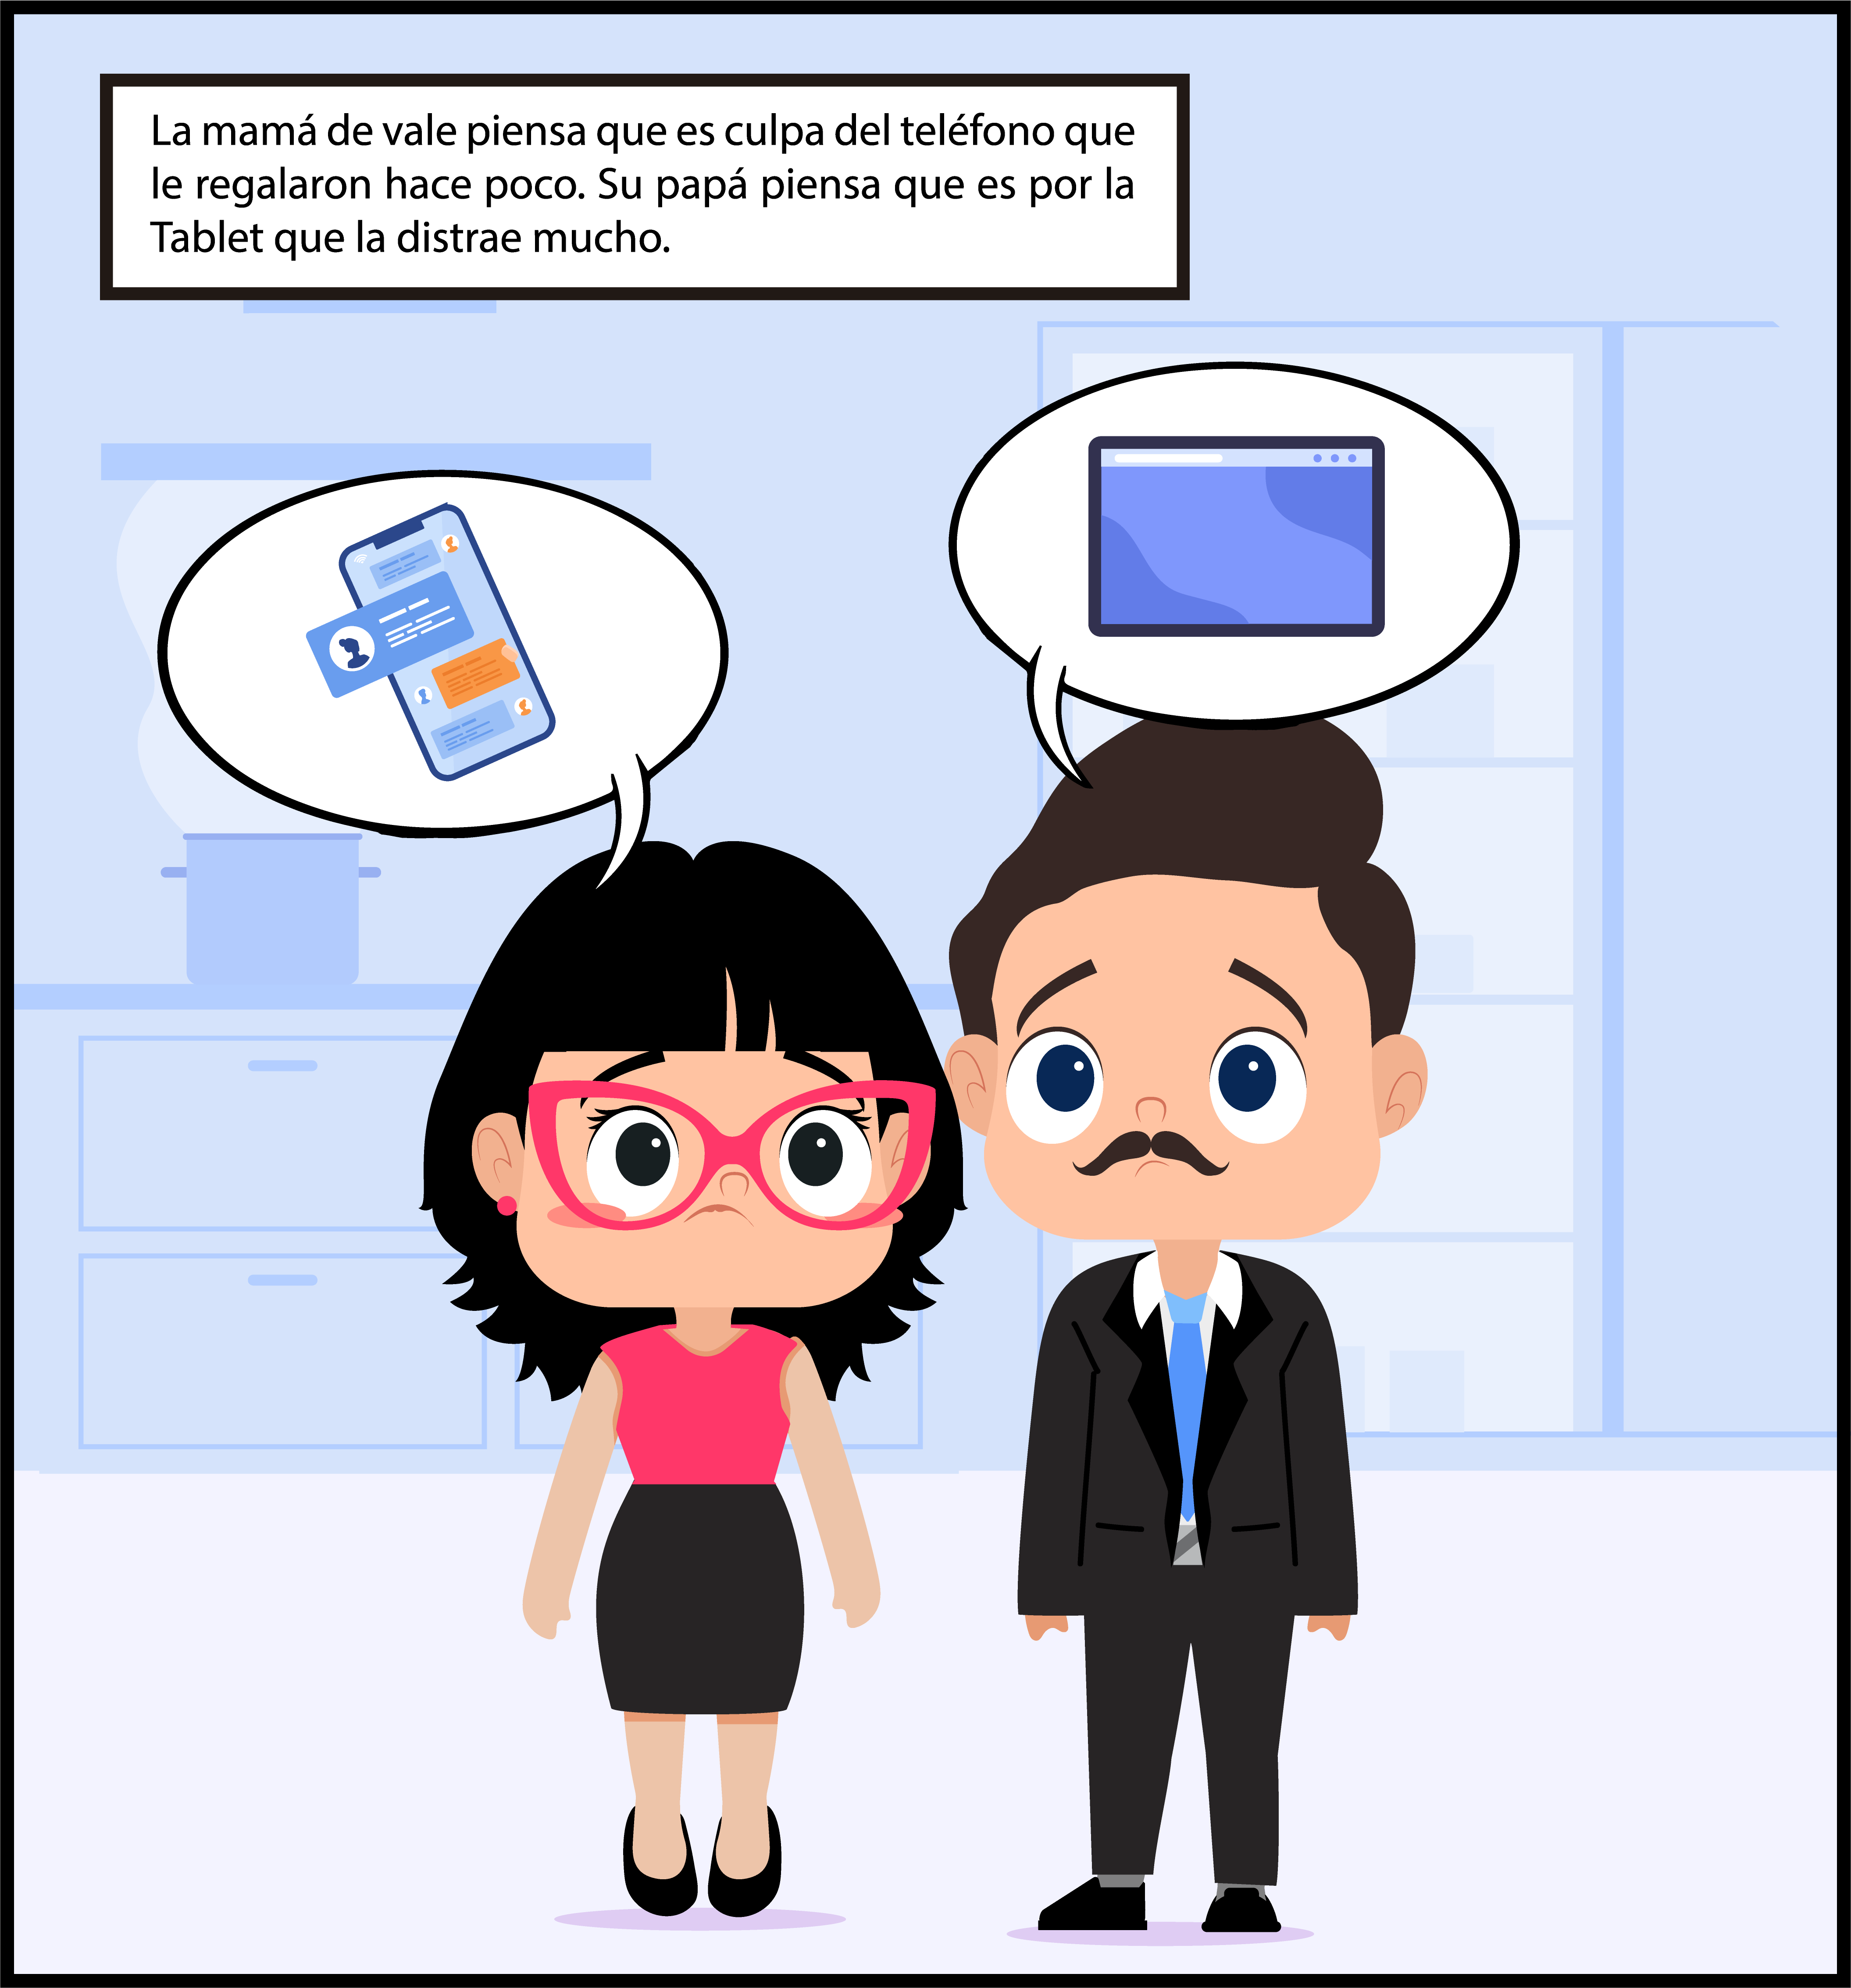 La mamá de vale piensa que es culpa del teléfono que
le regalaron hace poco. Su papá piensa que es por la
Tablet que la distrae mucho.